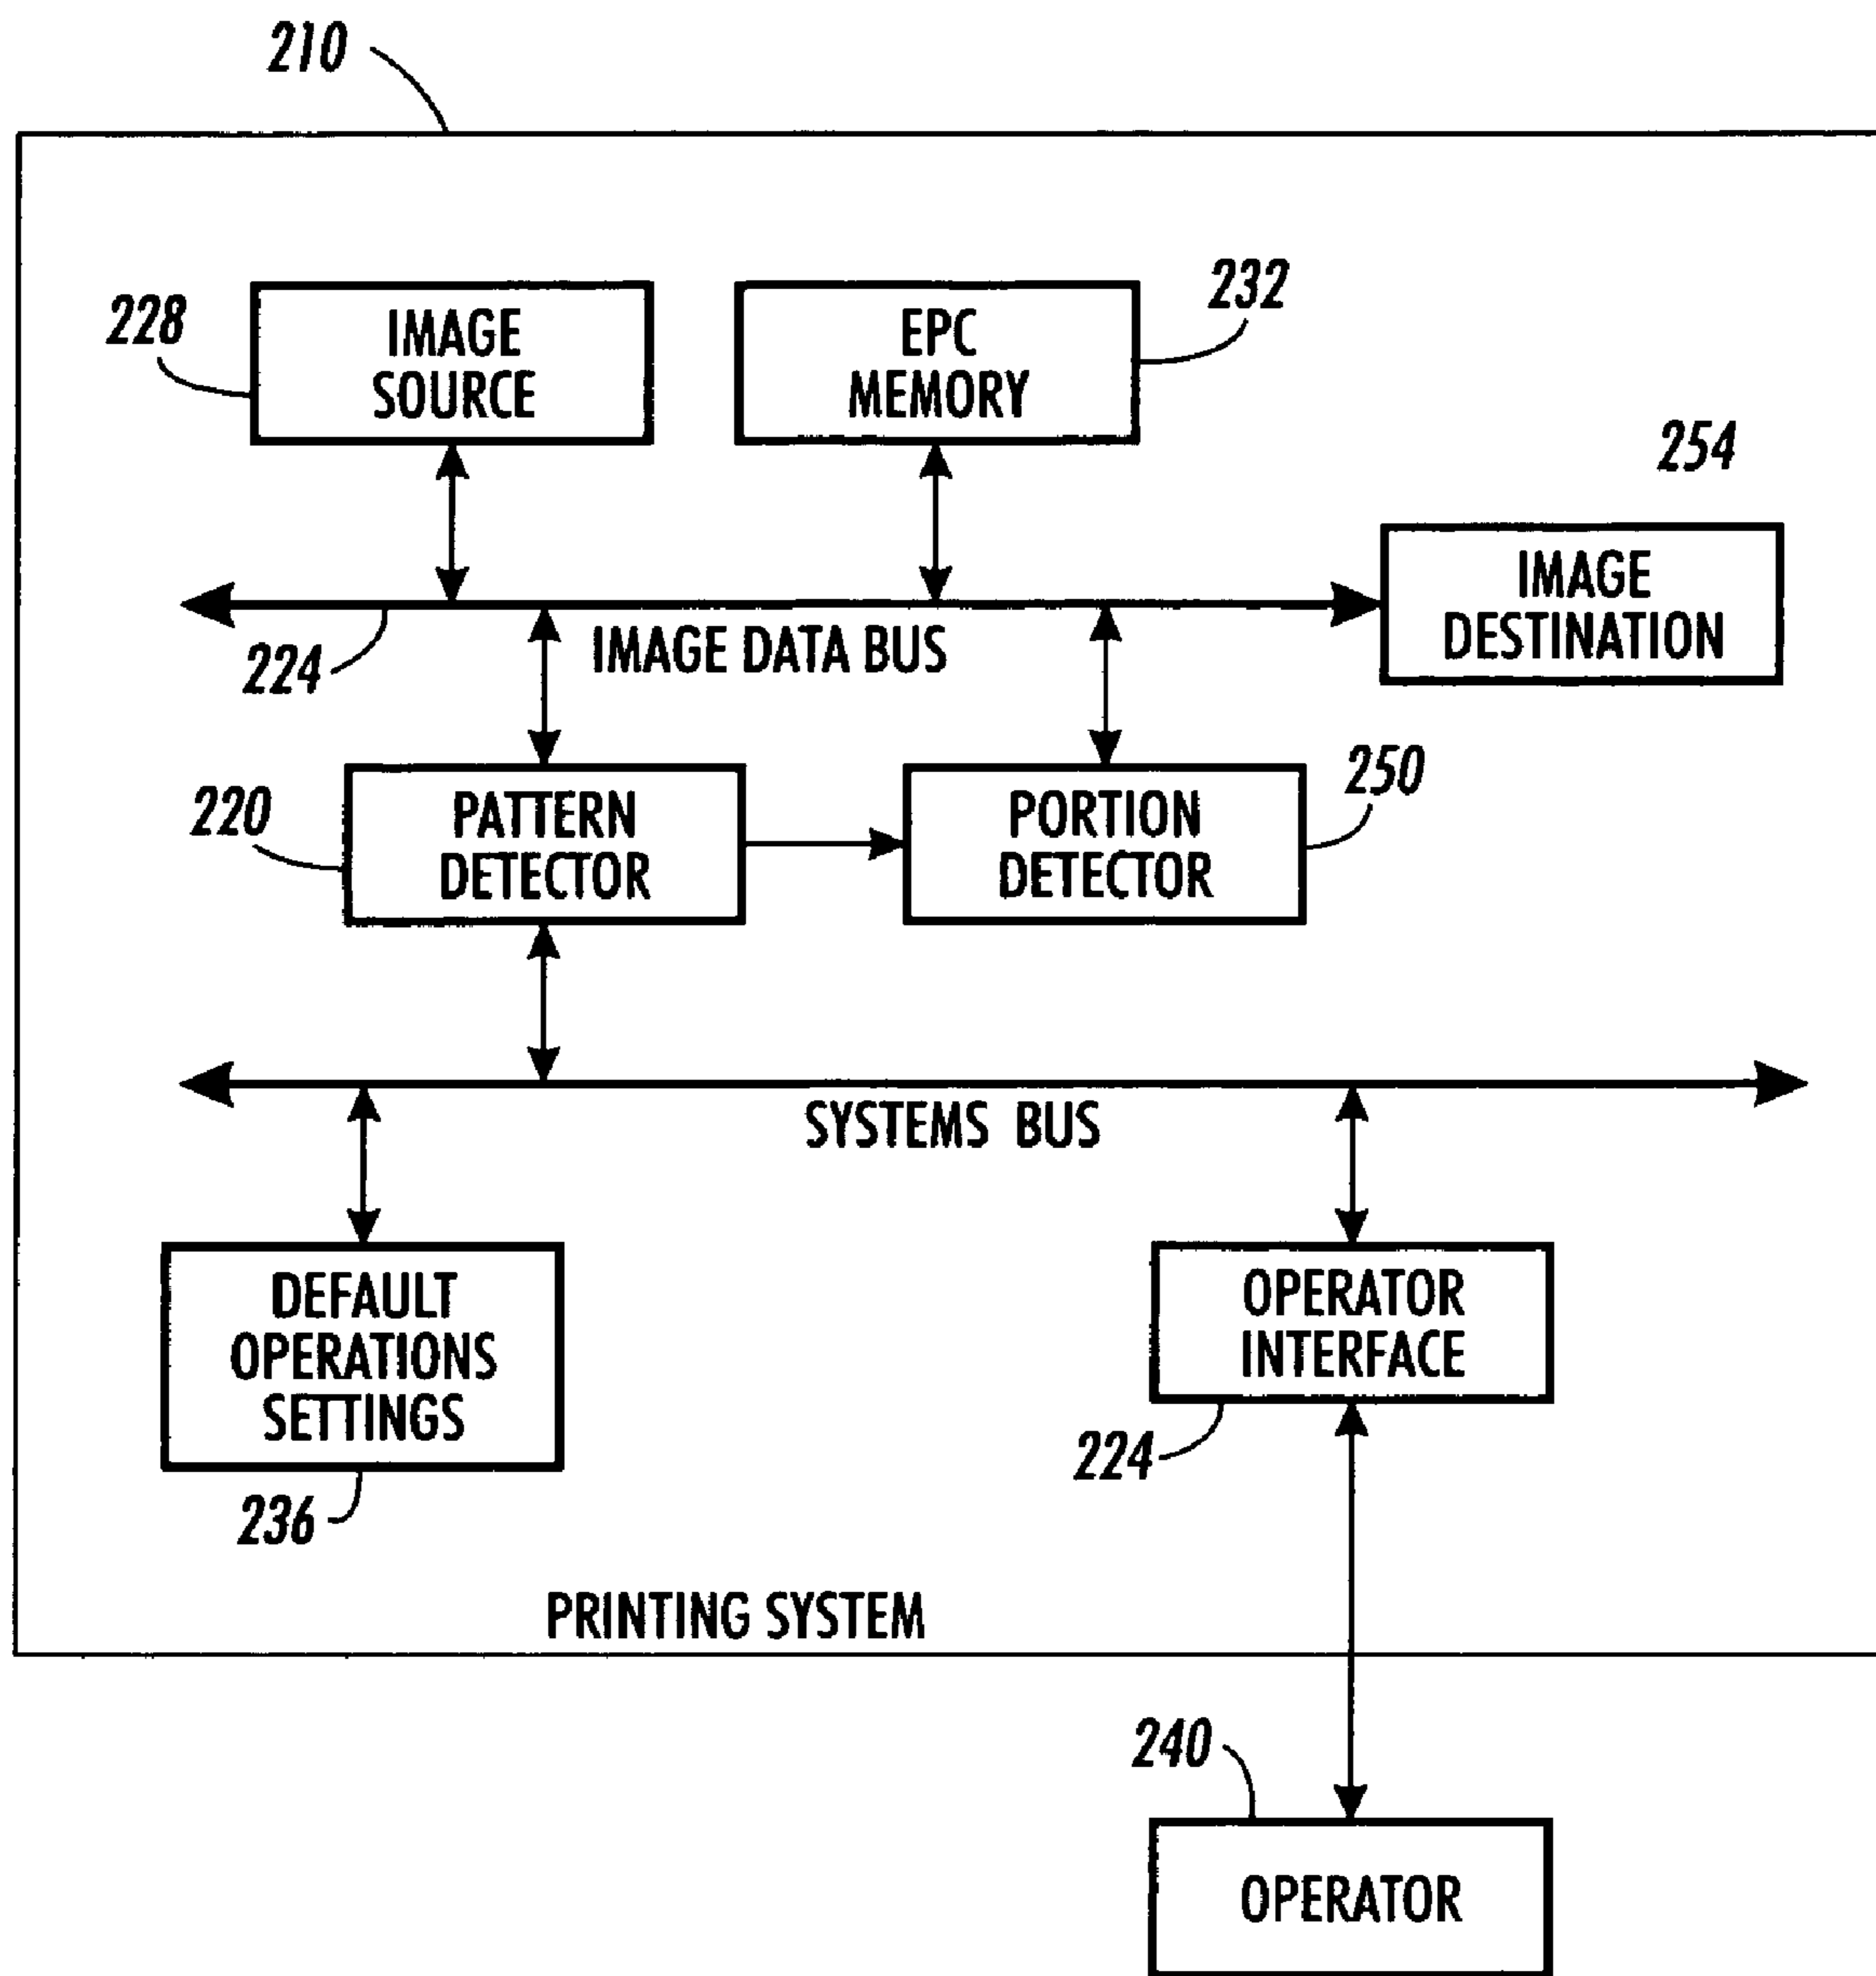 210
228
IMAGE
SOURCE
EPC
MEMORY
232
254
IMAGE
DESTINATION
224
IMAGE DATA BUS
220
PATTERN
DETECTOR
PORTION
DETECTOR
250
SYSTEMS BUS
DEFAULT
OPERATIONS
SETTINGS
236
OPERATOR
INTERFACE
224
PRINTING SYSTEM
240
OPERATOR